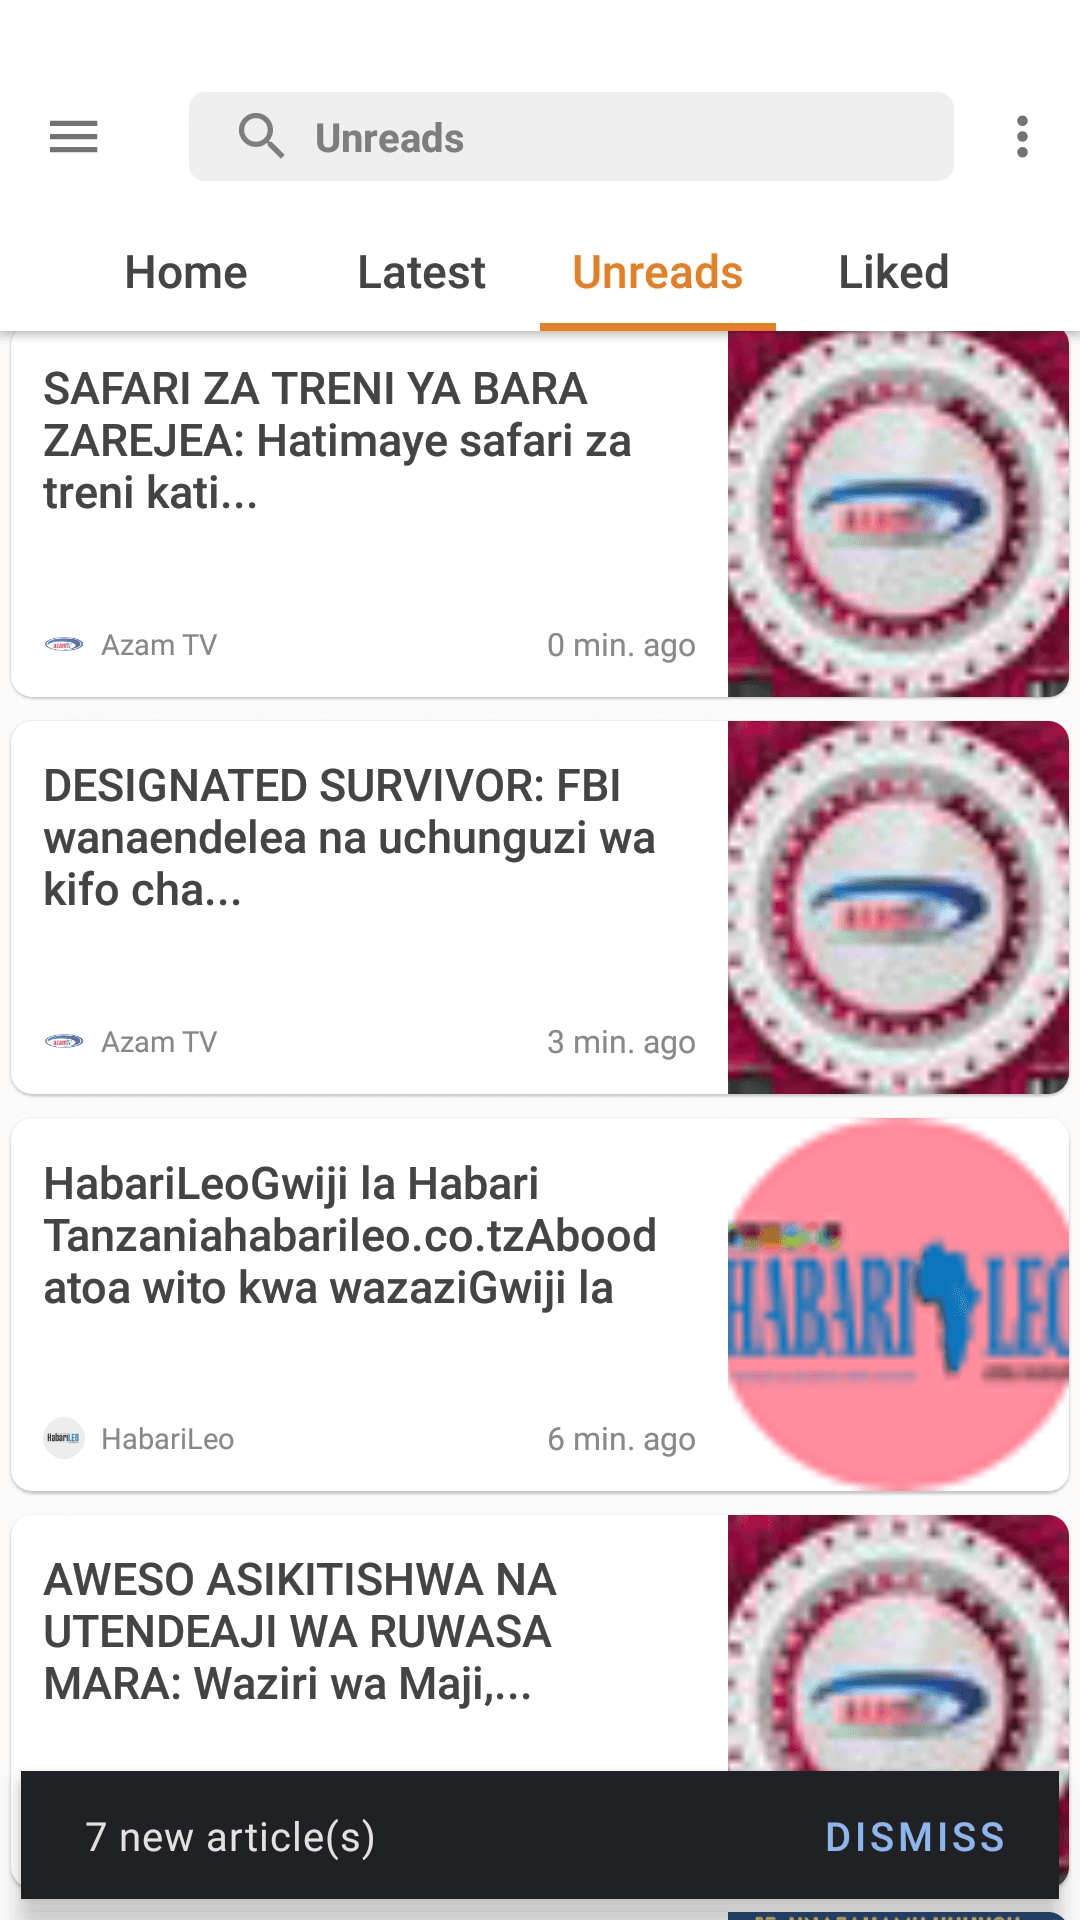 Unreads
Home Latest Unreads Liked
SAFARI ZA TRENI YA BARA
ZAREJEA: Hatimaye safari za
treni kati...
Azam TV 0 min. ago
DESIGNATED SURVIVOR: FBI
wanaendelea na uchunguzi wa
kifo cha...
Azam TV 3 min. ago
HabariLeoGwiji la Habari
Tanzaniahabarileo.co.tzAbood
atoa wito kwa wazaziGwiji la
HABARI LEO
HabariLEO HabariLeo 6 min. ago
AWESO ASIKITISHWA NA
UTENDEAJI WA RUWASA
MARA: Waziri wa Maji,...
7 new article(s) DISMISS